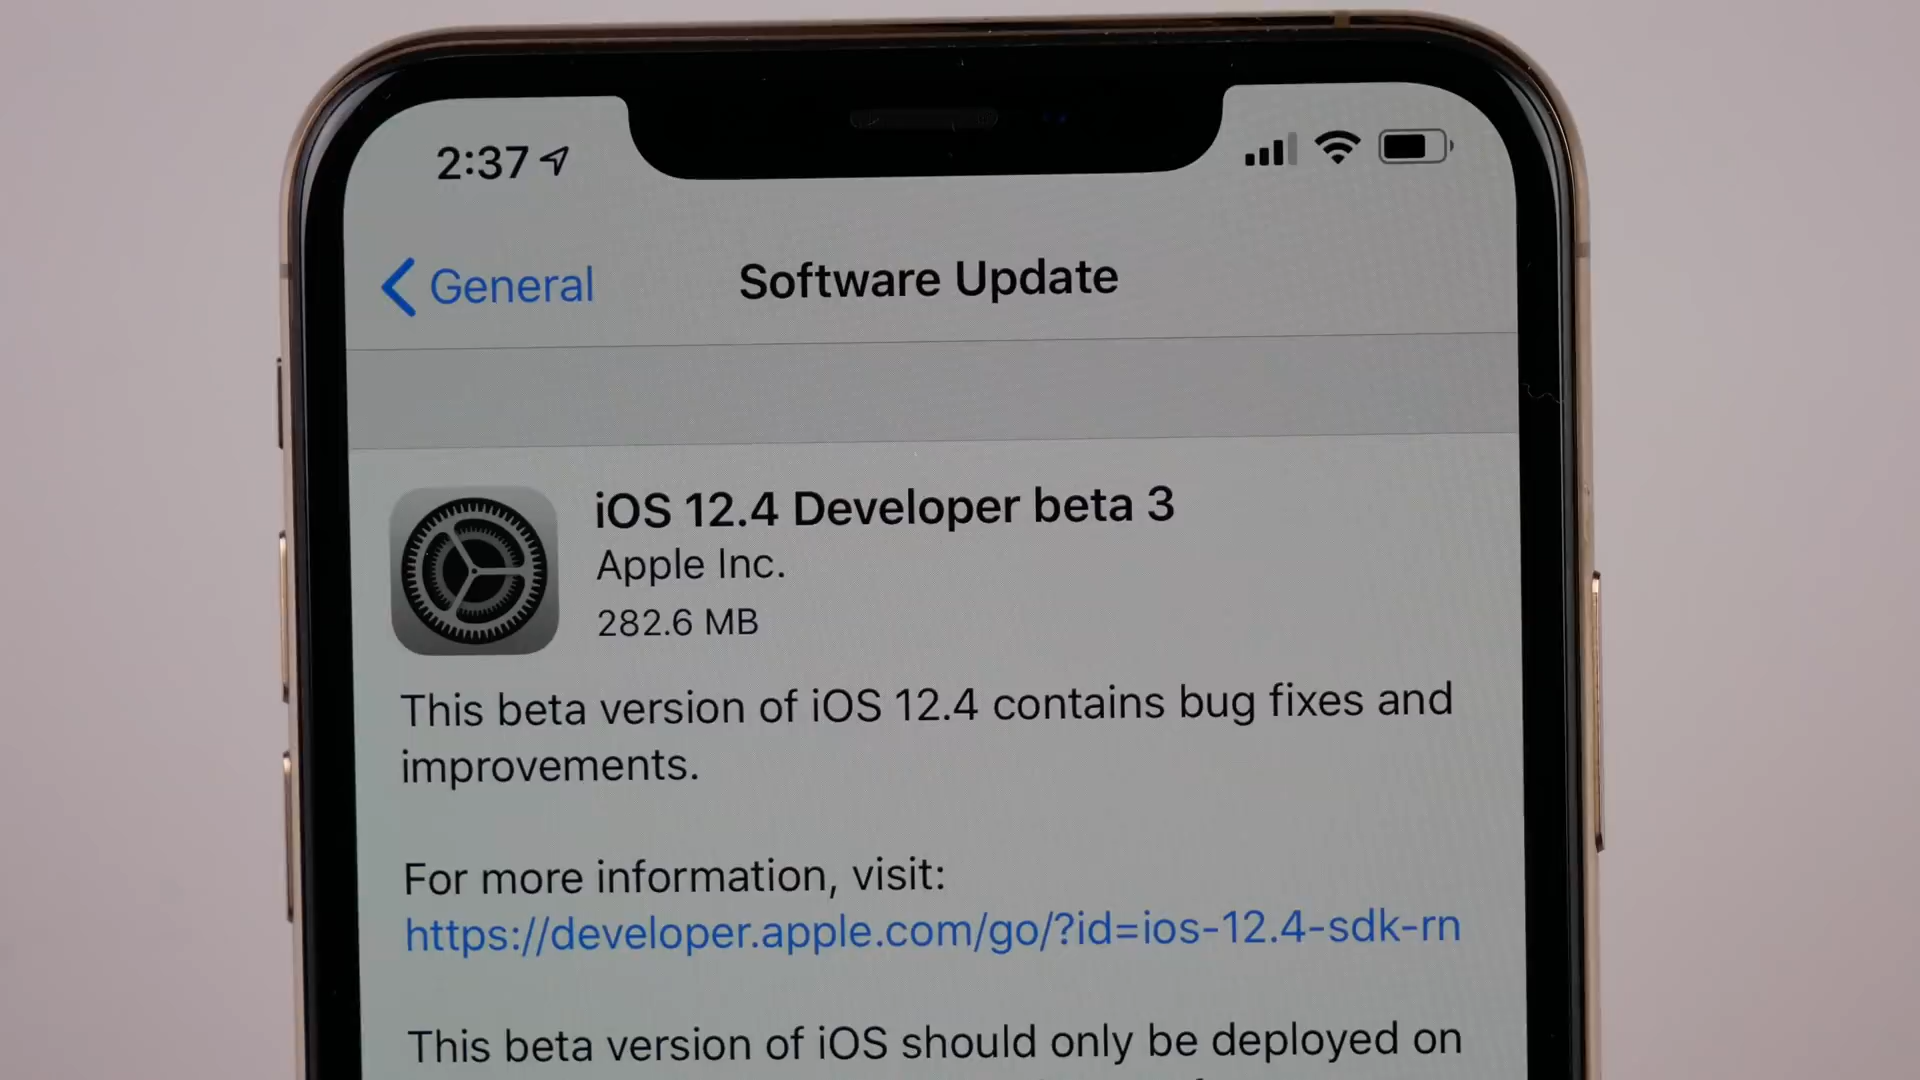 2:37
General
Software Update
iOS 12.4 Developer beta 3
Apple Inc.
282.6 MB
This beta version of iOS 12.4 contains bug fixes and
improvements.
For more information, visit:
https://developer.apple.com/go/?id=ios-12.4-sdk-rn
This beta version of iOS should only be deployed on